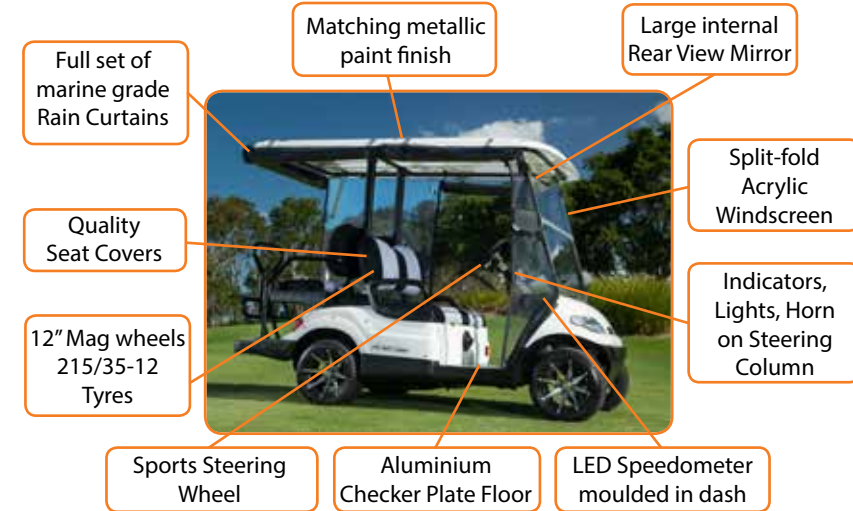 Matching metallic
paint finish
Large internal
Rear View Mirror
Full set of
marine grade
Rain Curtains
Split-fold
Acrylic
Windscreen
Quality
Seat Covers
Indicators,
Lights, Horn
on Steering
Column
12” Mag wheels
215/35-12
Tyres
Sports Steering
Wheel
Aluminium
Checker Plate Floor
LED Speedometer
moulded in dash